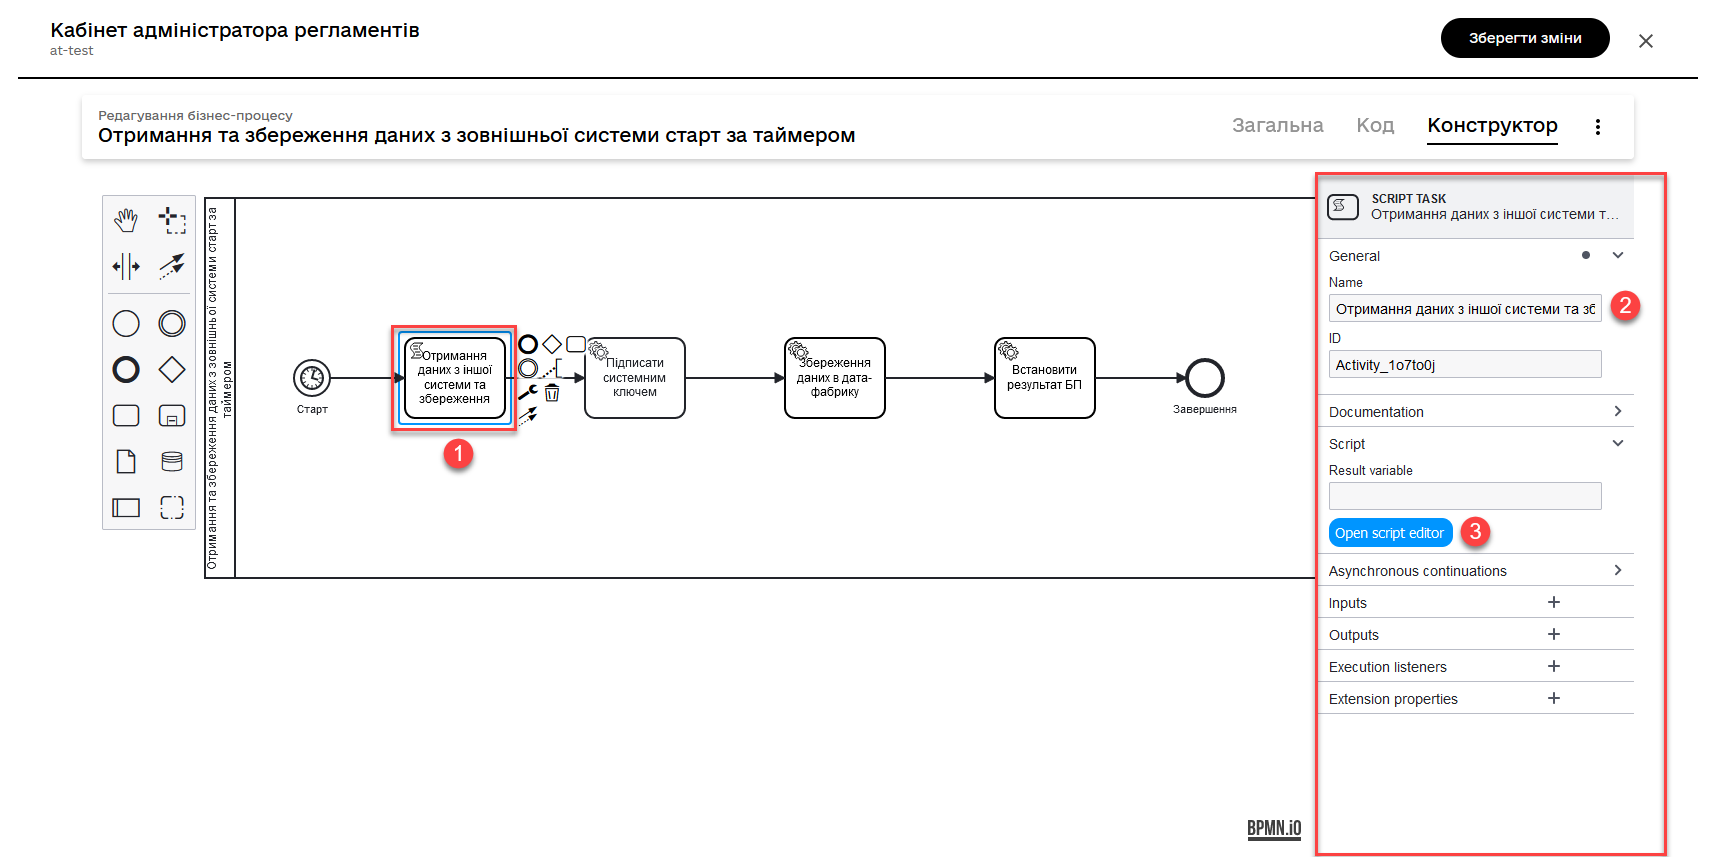 Кабінет адміністратора регламентів
at-test
Зберегти зміни
Редагування бізнес-процесу
Отримання та збереження даних з зовнішньої системи старт за таймером
Загальна
Код
Конструктор
Отримання та збереження даних з зовнішньої системи старт за
таймером
Старт
Отримання
даних з іншої
системи та
збереження
1
Підписати
системним
ключем
Збереження
даних в дата-
фабрику
Встановити
результат БП
Завершення
SCRIPT TASK
Отримання даних з іншої системи т...
General
Name
Отримання даних з іншої системи та зб
2
ID
Activity_1o7to0j
Documentation
Script
Result variable
Open script editor
3
Asynchronous continuations
Inputs
Outputs
Execution listeners
Extension properties
BPMN.iO